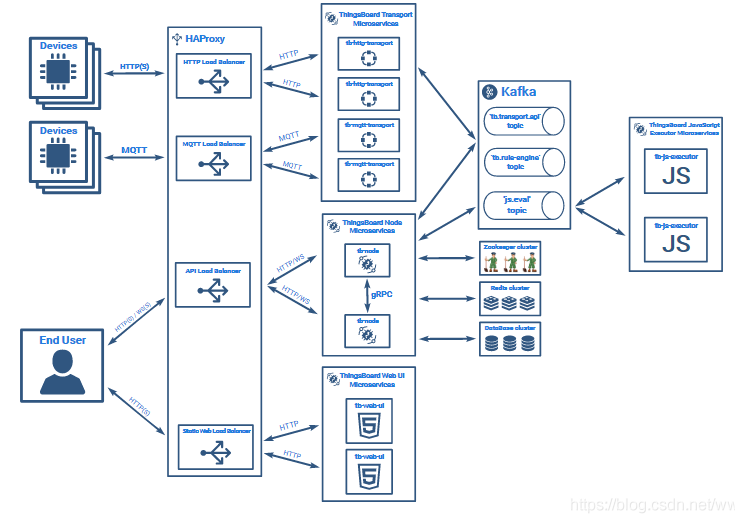 Devices
HTTP(S)
Devices
MQTT
End User
HTTP(S) / WS(S)
HTTP(S)
HAProxy
HTTP Load Balancer
MQTT Load Balancer
API Load Balancer
Static Web Load Balancer
HTTP
HTTP
MQTT
MQTT
HTTP/WS
HTTP/WS
HTTP
HTTP
ThingsBoard Transport
Microservices
tb-http-transport
tb-http-transport
tb-mqtt-transport
tb-mqtt-transport
ThingsBoard Node
Microservices
tb-node
gRPC
tb-node
ThingsBoard Web UI
Microservices
tb-web-ui
tb-web-ui
Kafka
'tb.transport.api'
topic
'tb.rule-engine'
topic
'js.eval'
topic
Zookeeper cluster
Redis cluster
DataBase cluster
ThingsBoard JavaScript
Executor Microservices
tb-js-executor
JS
tb-js-executor
JS
https://blog.csdn.net/ww